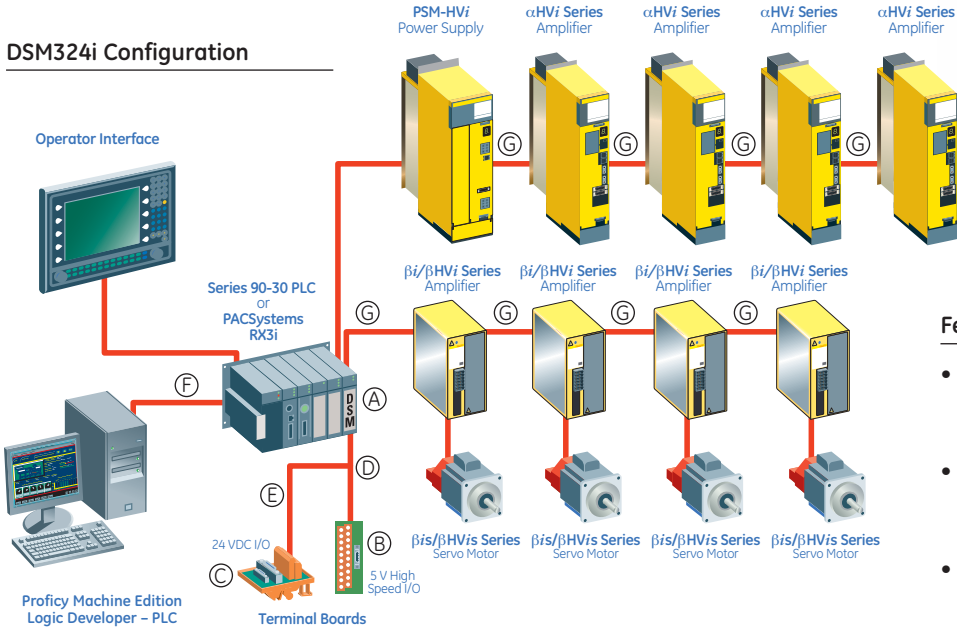 DSM324i Configuration
PSM-HVi
Power Supply
αHVi Series
Amplifier
αHVi Series
Amplifier
αHVi Series
Amplifier
αHVi Series
Amplifier
G
G
G
G
Operator Interface
Series 90-30 PLC
or
PACSystems
RX3i
βi/βHVi Series
Amplifier
βi/βHVi Series
Amplifier
βi/βHVi Series
Amplifier
βi/βHVi Series
Amplifier
G
G
G
G
Fe
F
DSM
A
D
E
24 VDC I/O
C
B
5 V High
Speed I/O
βis/βHVis Series
Servo Motor
βis/βHVis Series
Servo Motor
βis/βHVis Series
Servo Motor
βis/βHVis Series
Servo Motor
Proficy Machine Edition
Logic Developer – PLC
Terminal Boards